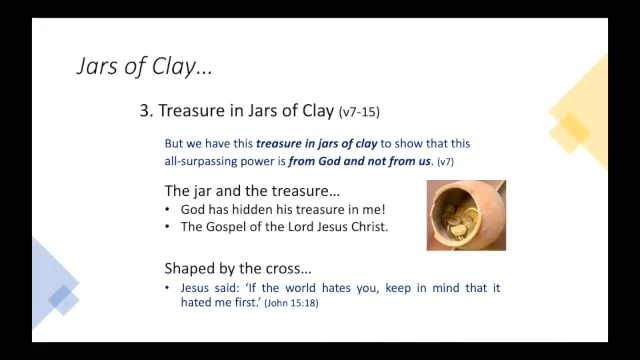 Jars of Clay...
3. Treasure in Jars of Clay (v7-15)
But we have this treasure in jars of clay to show that this
all-surpassing power is from God and not from us. (v7)
The jar and the treasure...
• God has hidden his treasure in me!
• The Gospel of the Lord Jesus Christ.
Shaped by the cross...
• Jesus said: ‘If the world hates you, keep in mind that it
hated me first.’ (John 15:18)